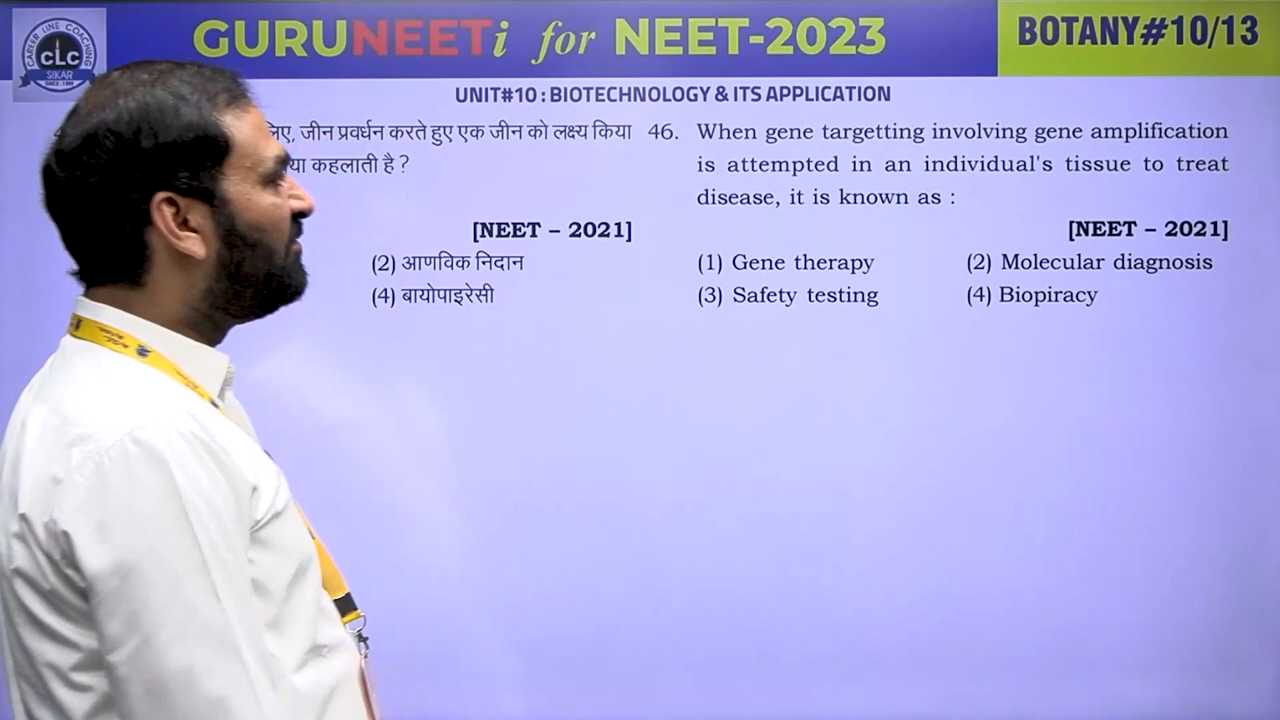 CAREER LINE COACHING
CLC
SIKAR
SINCE : 1996
GURUNEETi for NEET-2023
BOTANY#10/13
UNIT#10 : BIOTECHNOLOGY & ITS APPLICATION
लिए, जीन प्रवर्धन करते हुए एक जीन को लक्ष्य किया
कहलाती है ?
[NEET – 2021]
(2) आणविक निदान
(4) बायोपाइरेसी
46. When gene targetting involving gene amplification
is attempted in an individual's tissue to treat
disease, it is known as :
[NEET – 2021]
(1) Gene therapy (2) Molecular diagnosis
(3) Safety testing (4) Biopiracy